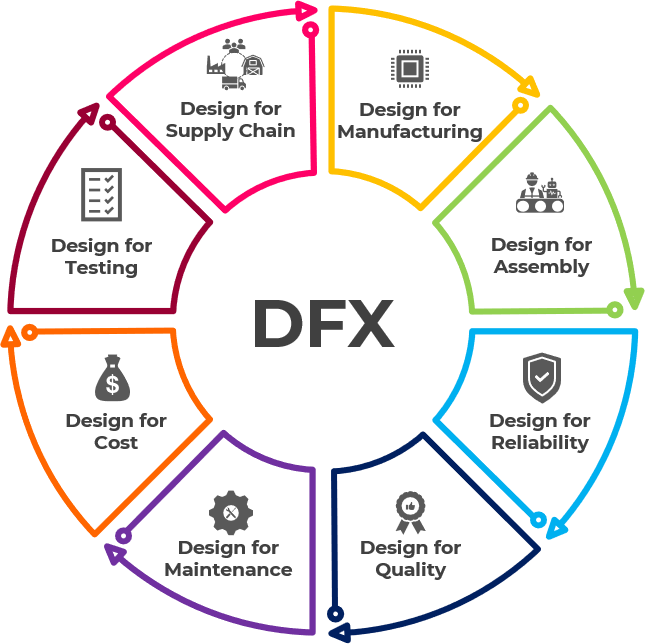 Design for
Supply Chain
Design for
Manufacturing
Design for
Testing
Design for
Assembly
DFX
$
Design for
Cost
Design for
Reliability
Design for
Maintenance
Design for
Quality